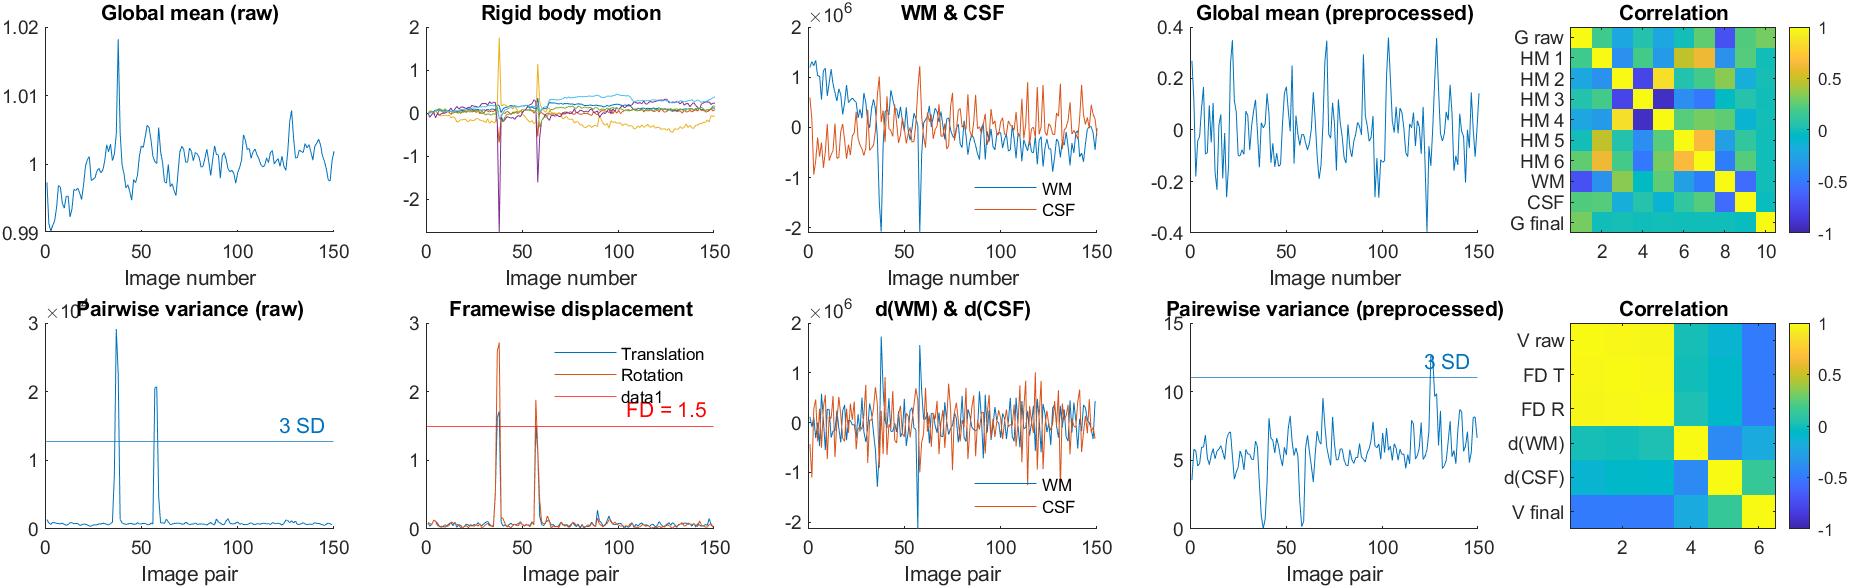 Global mean (raw)
1.02
1.01
1
0.99
0 50 100 150
Image number
Rigid body motion
2
1
0
-1
-2
0 50 100 150
Image number
WM & CSF
×10^6
2
1
0
-1
-2
0 50 100 150
WM
CSF
Image number
Global mean (preprocessed)
0.4
0.2
0
-0.2
-0.4
0 50 100 150
Image number
Correlation
G raw
HM 1
HM 2
HM 3
HM 4
HM 5
HM 6
WM
CSF
G final
2 4 6 8 10
1
0.5
0
-0.5
-1
Pairwise variance (raw)
×10
3
2
1
0
3 SD
0 50 100 150
Image pair
Framewise displacement
3
2
1
0
Translation
Rotation
data1
FD = 1.5
0 50 100 150
Image pair
d(WM) & d(CSF)
×10^6
2
1
0
-1
-2
WM
CSF
0 50 100 150
Image pair
Pairewise variance (preprocessed)
15
10
5
0
3 SD
0 50 100 150
Image pair
Correlation
V raw
FD T
FD R
d(WM)
d(CSF)
V final
2 4 6
1
0.5
0
-0.5
-1